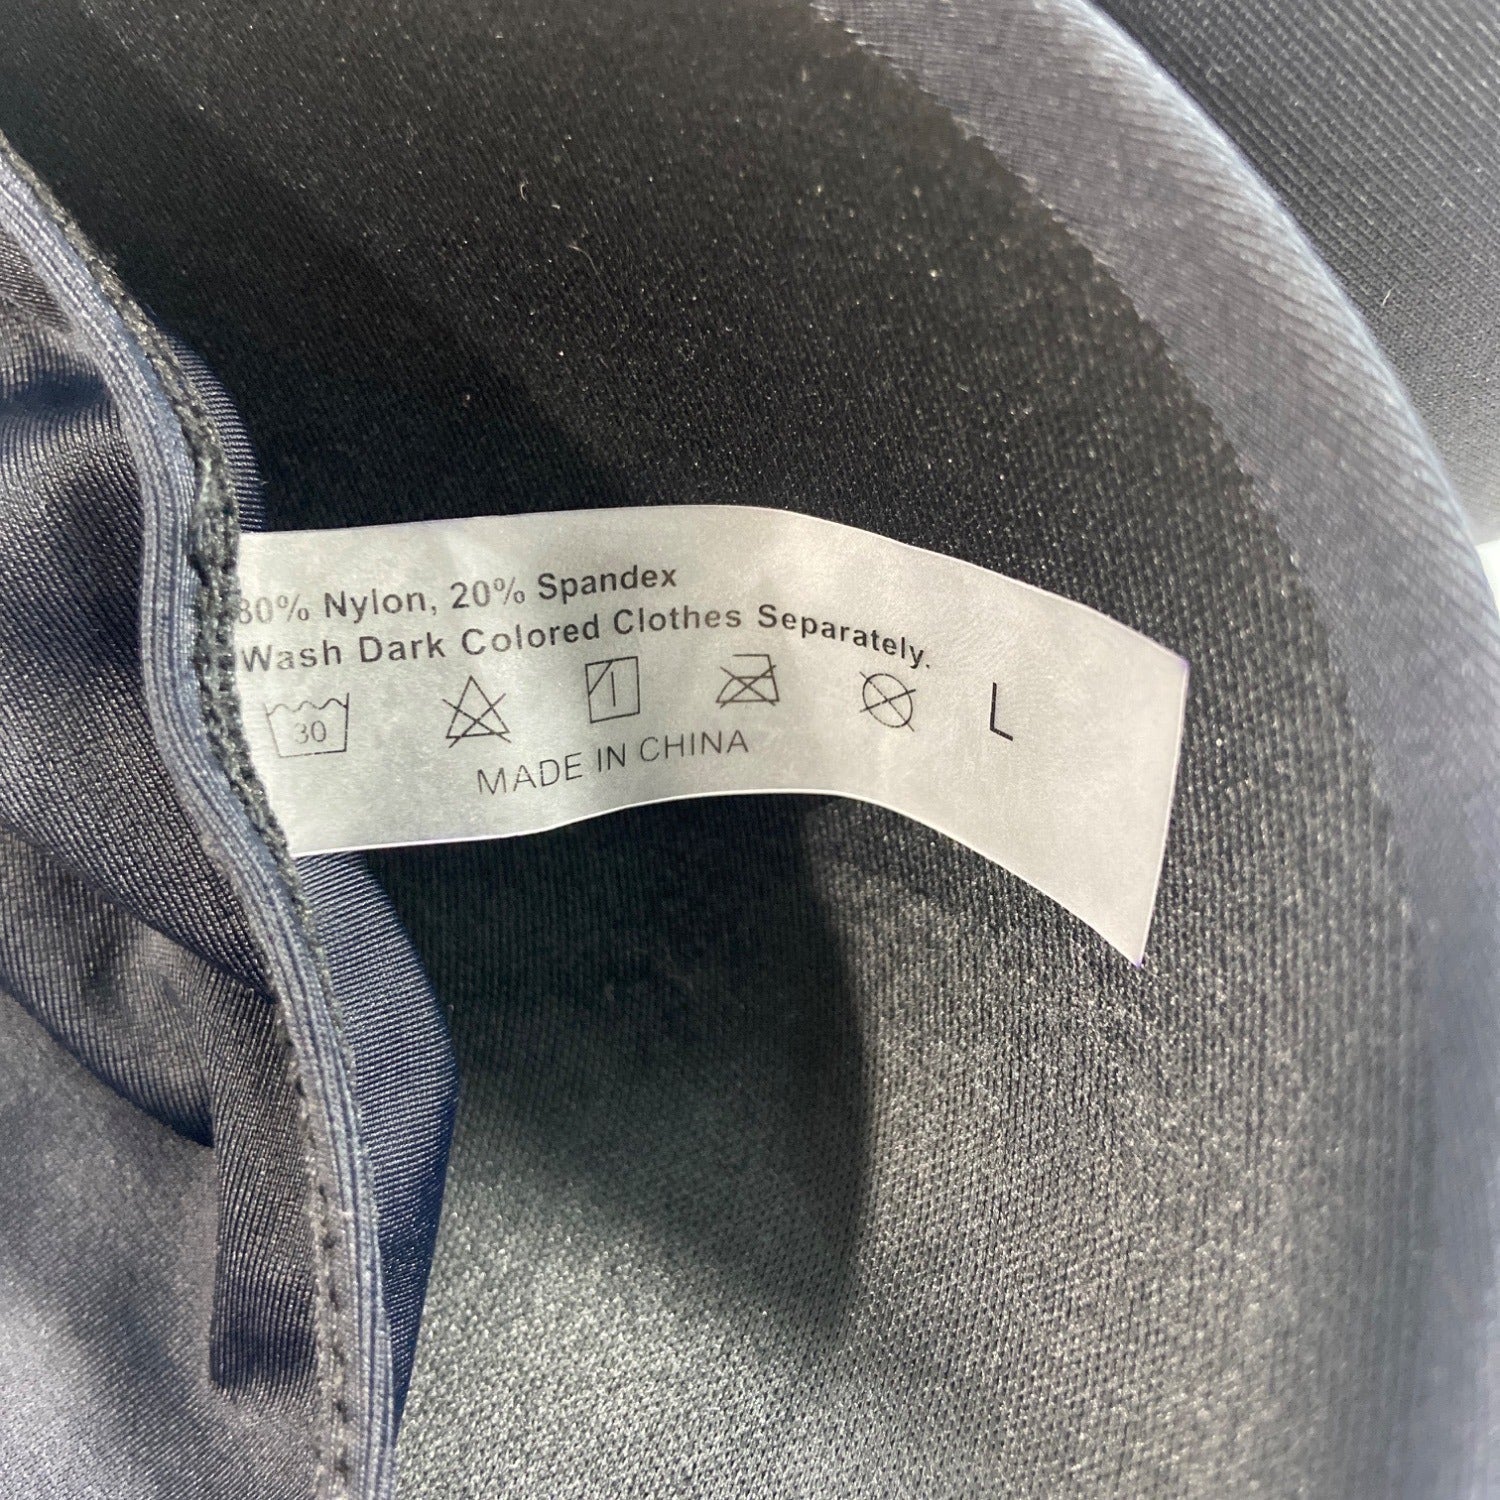 80% Nylon, 20% Spandex
Wash Dark Colored Clothes Separately.
30 L
MADE IN CHINA